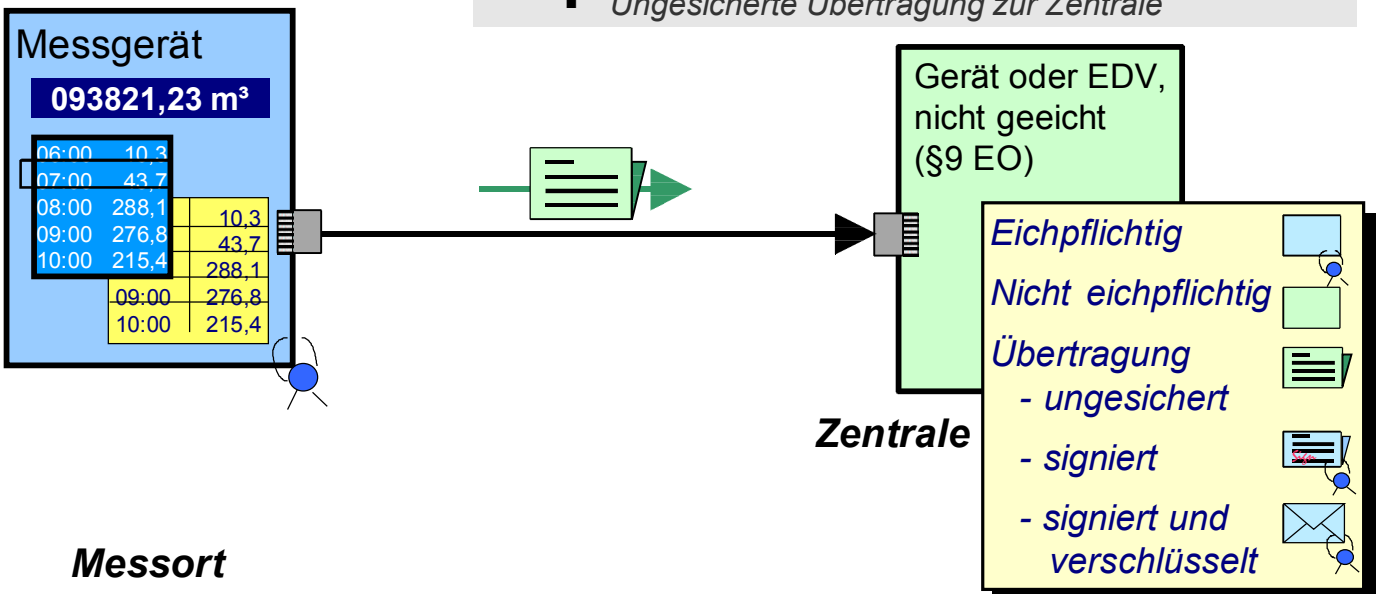 Ungesicherte Übertragung zur Zentrale
Messgerät
093821,23 m³
06:00 10,3
07:00 43,7
08:00 288,1
09:00 276,8
10:00 215,4
10,3
43,7
288,1
09:00 276,8
10:00 215,4
Gerät oder EDV,
nicht geeicht
(§9 EO)
Eichpflichtig
Nicht eichpflichtig
Übertragung
- ungesichert
- signiert
Sign
- signiert und
verschlüsselt
Zentrale
Messort